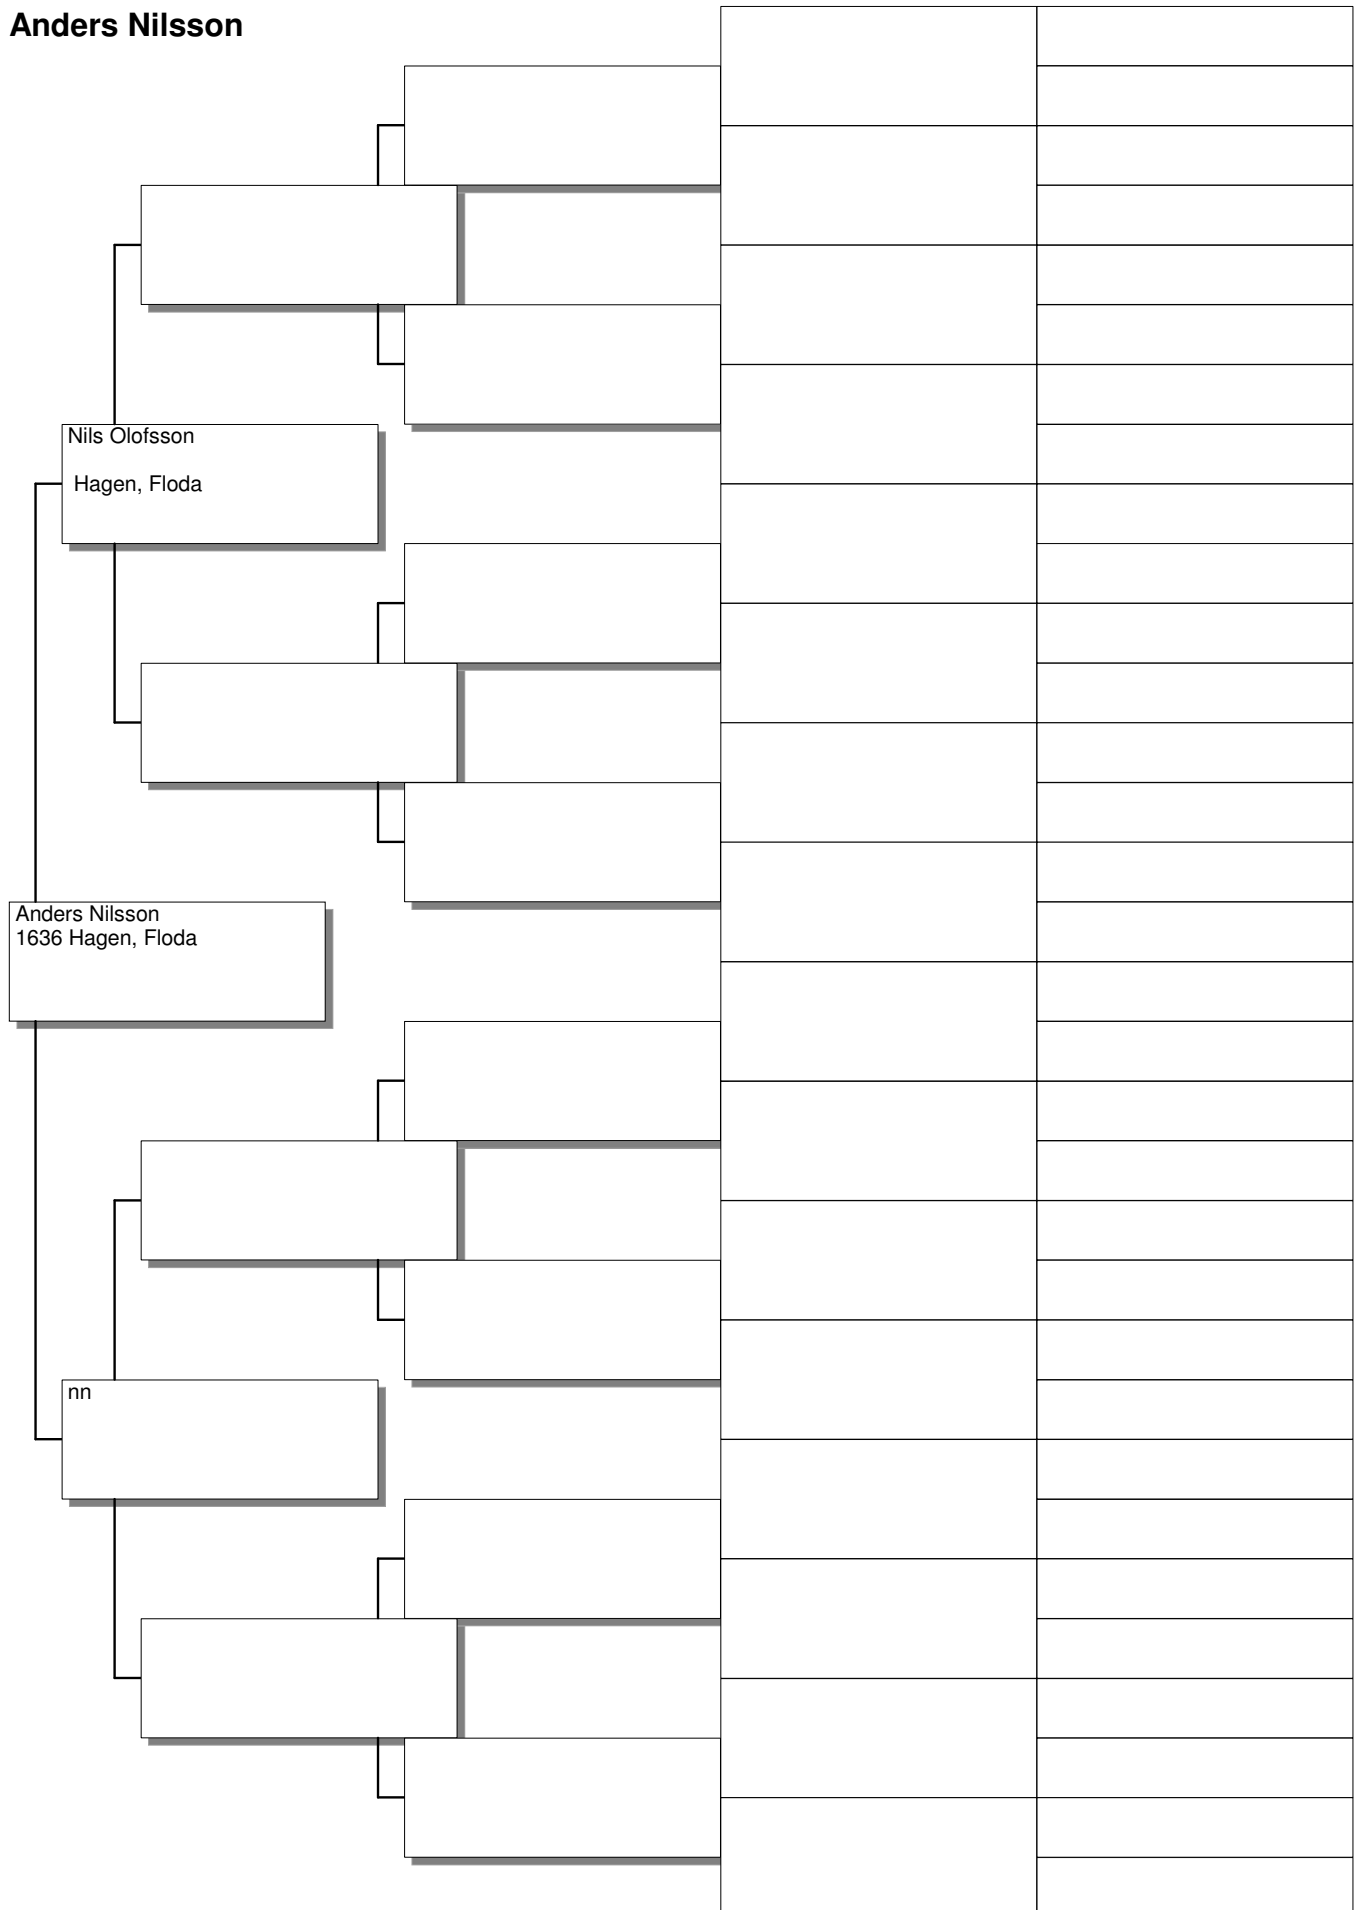 Anders Nilsson
Nils Olofsson
Hagen, Floda
Anders Nilsson
1636 Hagen, Floda
nn